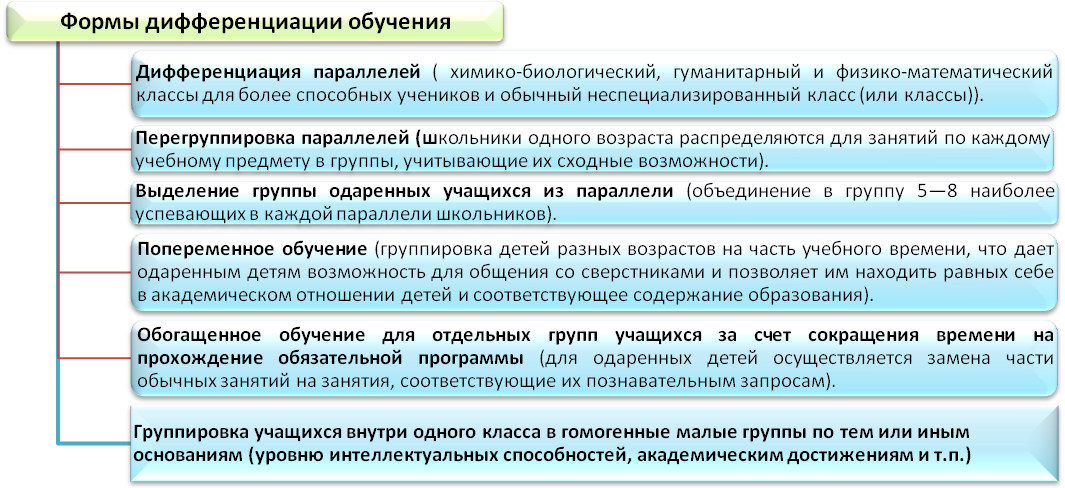 Формы дифференциации обучения
Дифференциация параллелей ( химико-биологический, гуманитарный и физико-математический
классы для более способных учеников и обычный неспециализированный класс (или классы)).
Перегруппировка параллелей (школьники одного возраста распределяются для занятий по каждому
учебному предмету в группы, учитывающие их сходные возможности).
Выделение группы одаренных учащихся из параллели (объединение в группу 5—8 наиболее
успевающих в каждой параллели школьников).
Попеременное обучение (группировка детей разных возрастов на часть учебного времени, что дает
одаренным детям возможность для общения со сверстниками и позволяет им находить равных себе
в академическом отношении детей и соответствующее содержание образования).
Обогащенное обучение для отдельных групп учащихся за счет сокращения времени на
прохождение обязательной программы (для одаренных детей осуществляется замена части
обычных занятий на занятия, соответствующие их познавательным запросам).
Группировка учащихся внутри одного класса в гомогенные малые группы по тем или иным
основаниям (уровню интеллектуальных способностей, академическим достижениям и т.п.)